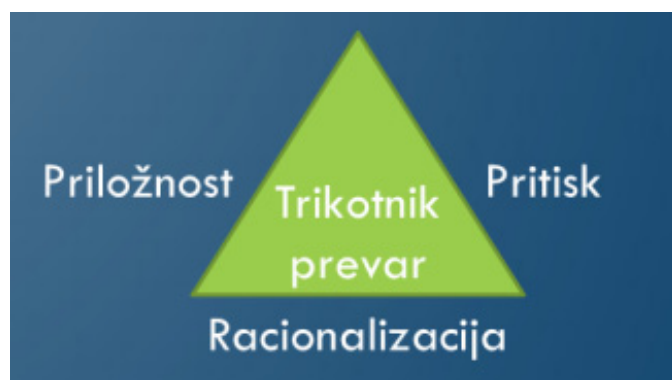 Priložnost
Pritisk
Trikotnik
prevar
Racionalizacija